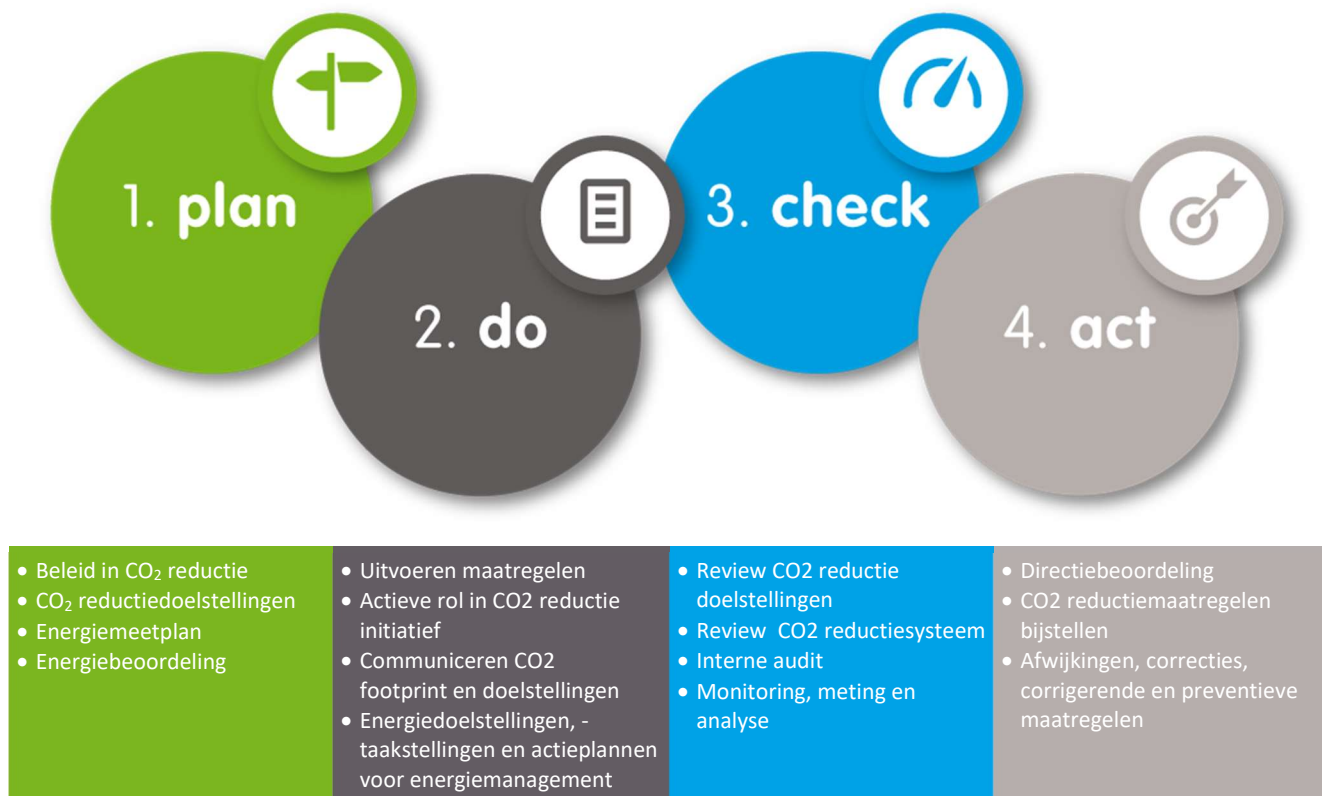 1. plan
2. do
3. check
4. act
• Beleid in CO₂ reductie
• CO₂ reductiedoelstellingen
• Energiemeetplan
• Energiebeoordeling
• Uitvoeren maatregelen
• Actieve rol in CO2 reductie
initiatief
• Communiceren CO2
footprint en doelstellingen
• Energiedoelstellingen, -
taakstellingen en actieplannen
voor energiemanagement
• Review CO2 reductie
doelstellingen
• Review  CO2 reductiesysteem
• Interne audit
• Monitoring, meting en
analyse
• Directiebeoordeling
• CO2 reductiemaatregelen
bijstellen
• Afwijkingen, correcties,
corrigerende en preventieve
maatregelen